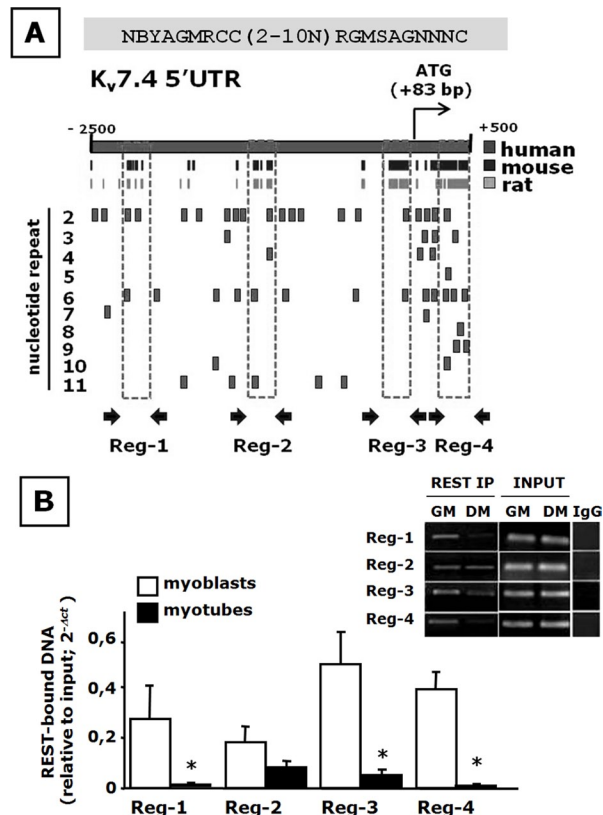 A
NBYAGMRCC(2-10N)RGMSAGNNNC
Kv7.4 5'UTR
ATG
(+83 bp)
- 2500
+500
human
mouse
rat
nucleotide repeat
2
3
4
5
6
7
8
9
10
11
Reg-1 Reg-2 Reg-3 Reg-4
B
REST IP INPUT
GM DM GM DM IgG
Reg-1
Reg-2
Reg-3
Reg-4
myoblasts
myotubes
REST-bound DNA
(relative to input; 2-Δct)
0,6
0,4
0,2
0
* * *
Reg-1 Reg-2 Reg-3 Reg-4